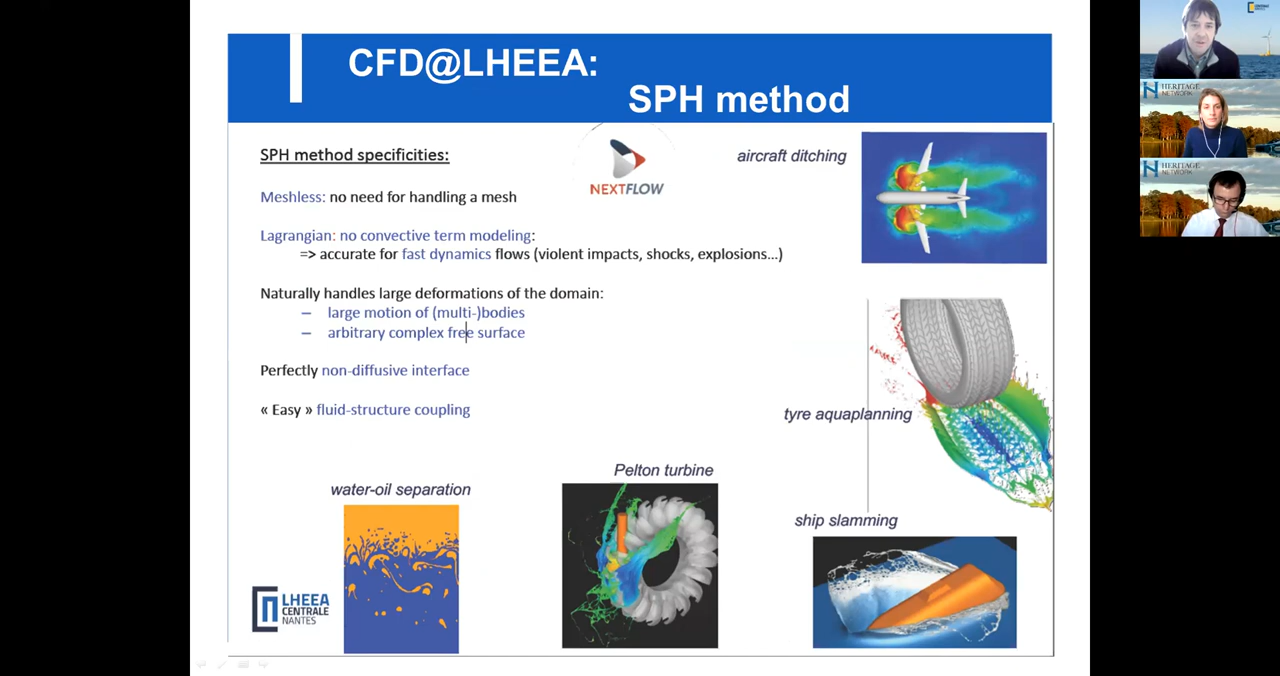 CFD@LHEEA:
SPH method
SPH method specificities:
NEXTFLOW
aircraft ditching
Meshless: no need for handling a mesh
Lagrangian: no convective term modeling:
=> accurate for fast dynamics flows (violent impacts, shocks, explosions...)
Naturally handles large deformations of the domain:
– large motion of (multi-)bodies
– arbitrary complex free surface
Perfectly non-diffusive interface
« Easy » fluid-structure coupling
tyre aquaplanning
Pelton turbine
water-oil separation
ship slamming
LHEEA
CENTRALE
NANTES
HERITAGE
NETWORK
HERITAGE
NETWORK